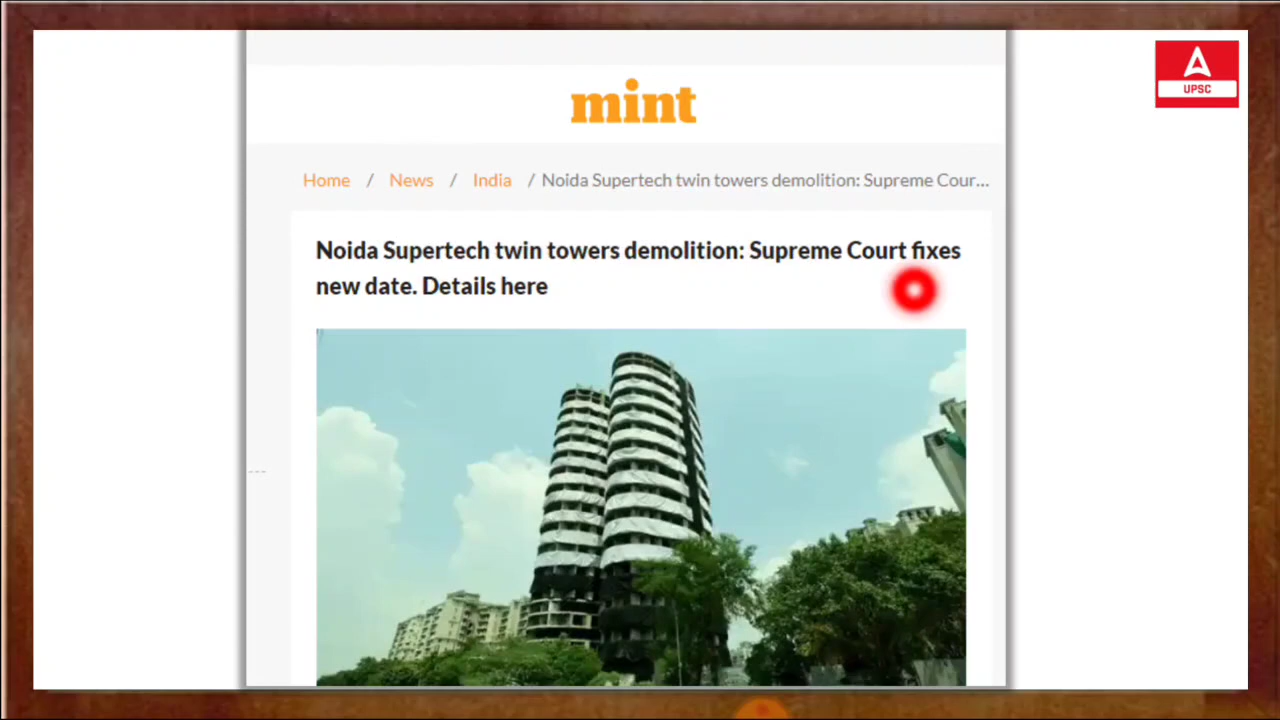 UPSC
mint
Home / News / India / Noida Supertech twin towers demolition: Supreme Cour...
Noida Supertech twin towers demolition: Supreme Court fixes
new date. Details here